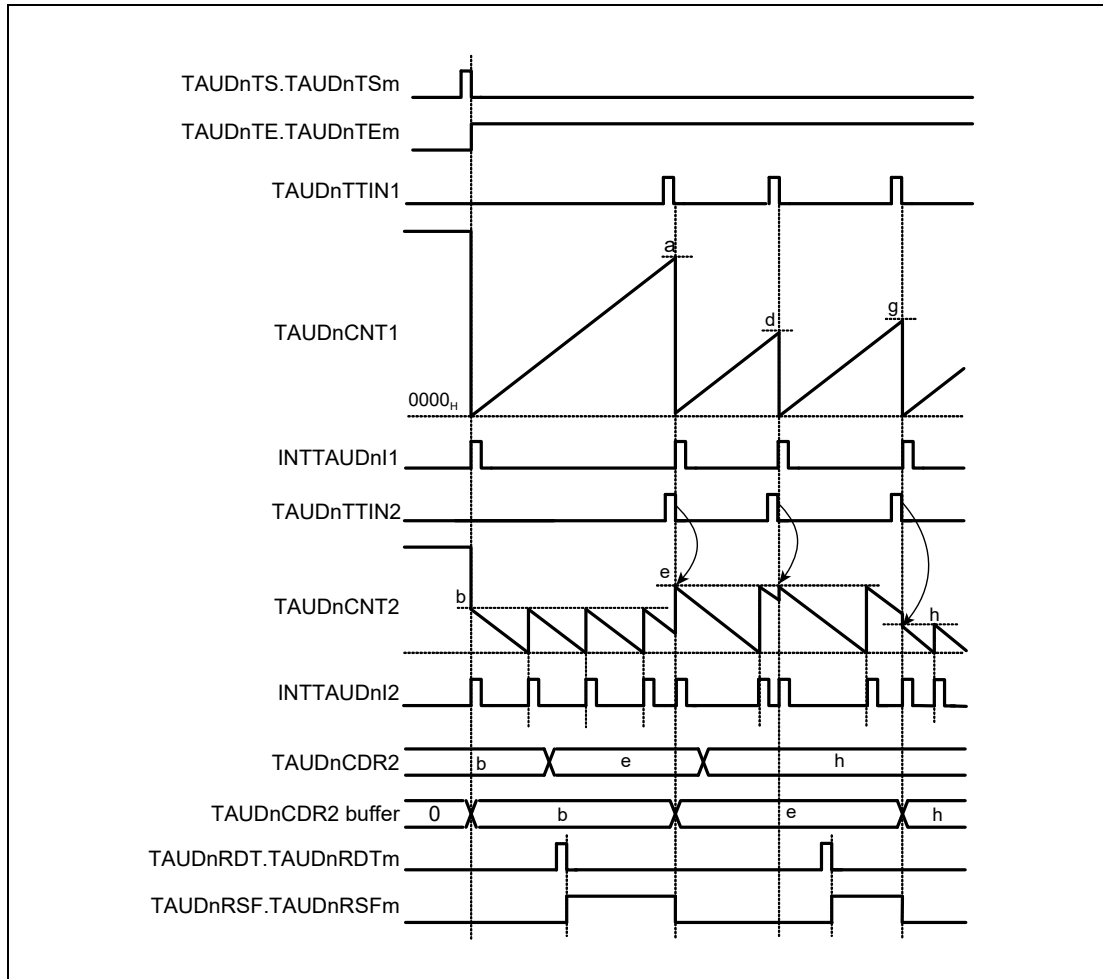 TAUDnTS.TAUDnTSm
TAUDnTE.TAUDnTEm
TAUDnTTIN1
a
d
g
TAUDnCNT1
0000H
INTTAUDnI1
TAUDnTTIN2
e
b
h
TAUDnCNT2
INTTAUDnI2
TAUDnCDR2
b
e
h
TAUDnCDR2 buffer
0
b
e
h
TAUDnRDT.TAUDnRDTm
TAUDnRSF.TAUDnRSFm